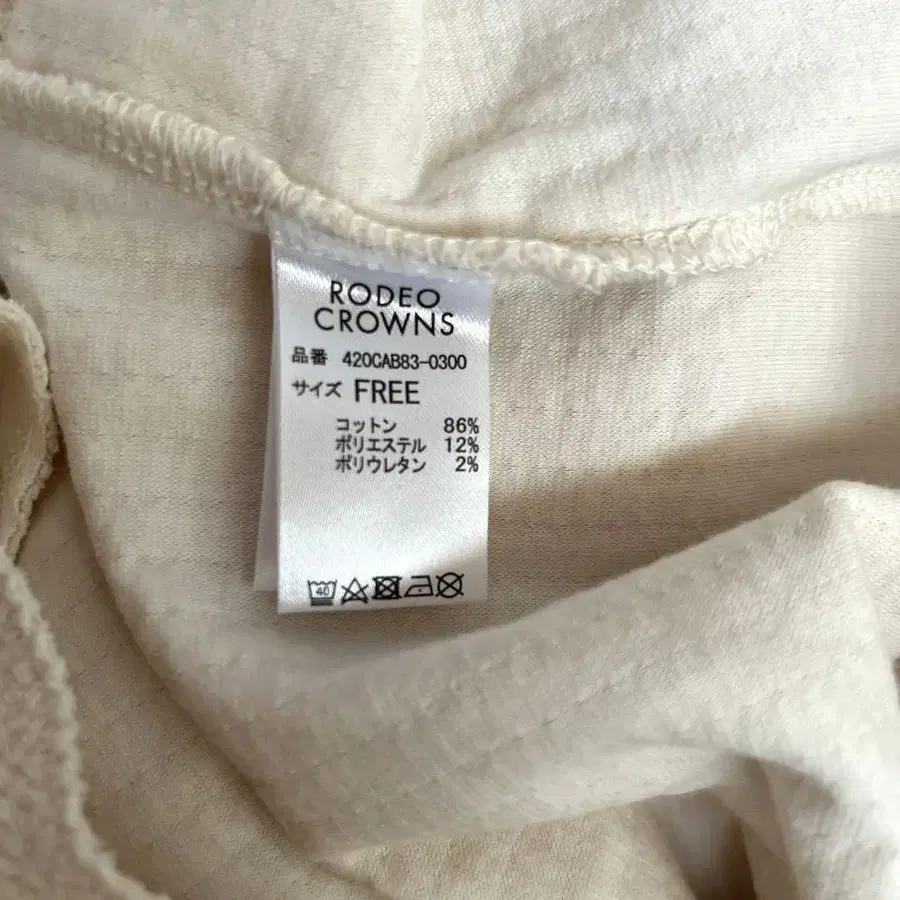 RODEO
CROWNS
品番 420CAB83-0300
サイズ FREE
コットン 86%
ポリエステル 12%
ポリウレタン 2%
40